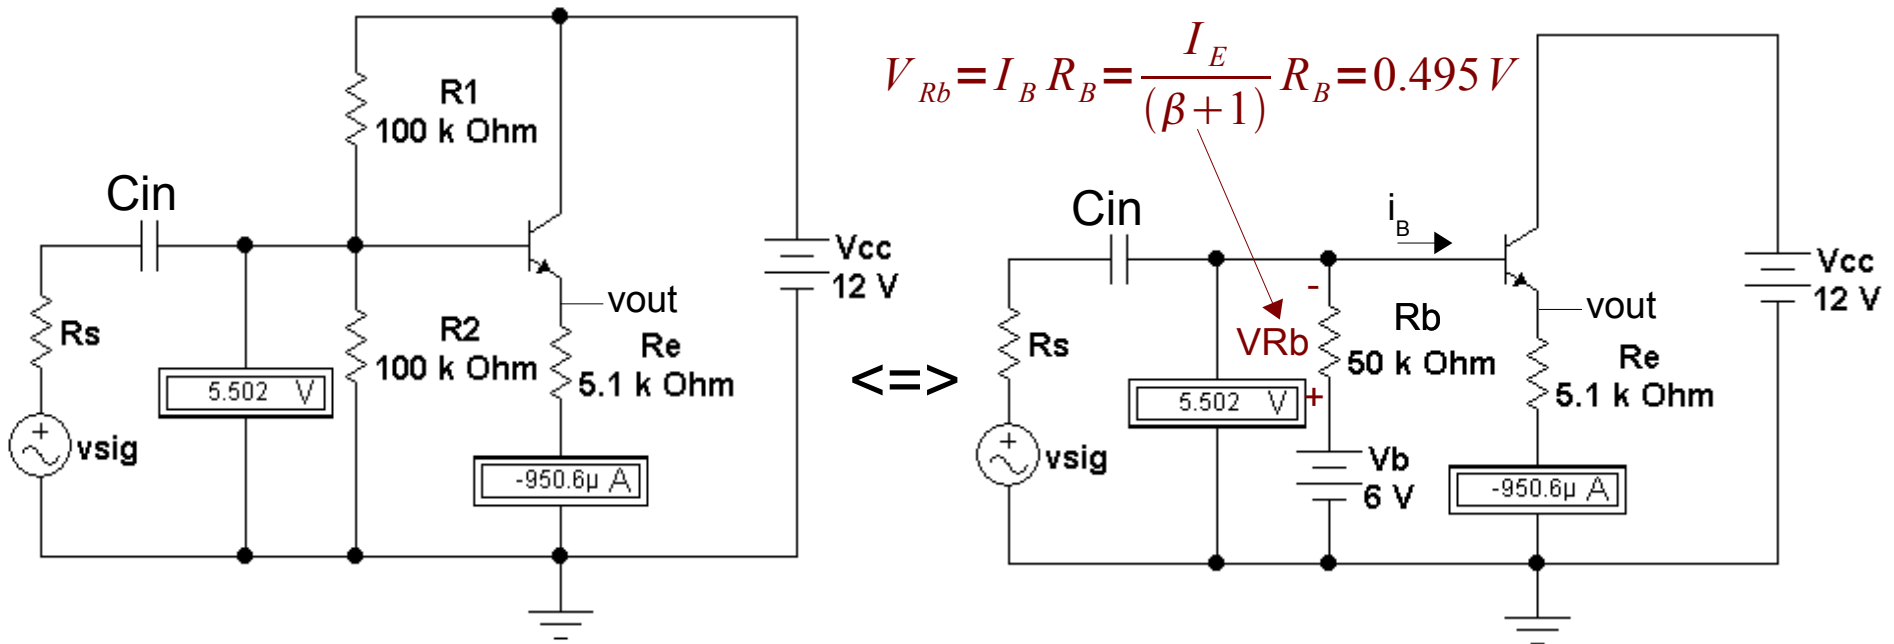 R1
100 k Ohm
Cin
Rs
vsig
5.502 V
R2
100 k Ohm
vout
Re
5.1 k Ohm
-950.6µ A
Vcc
12 V
<=>
V_Rb = I_B R_B = I_E / (β+1) R_B = 0.495 V
Cin
i_B
Rs
vsig
5.502 V
-
VRb
+
Rb
50 k Ohm
Vb
6 V
vout
Re
5.1 k Ohm
-950.6µ A
Vcc
12 V